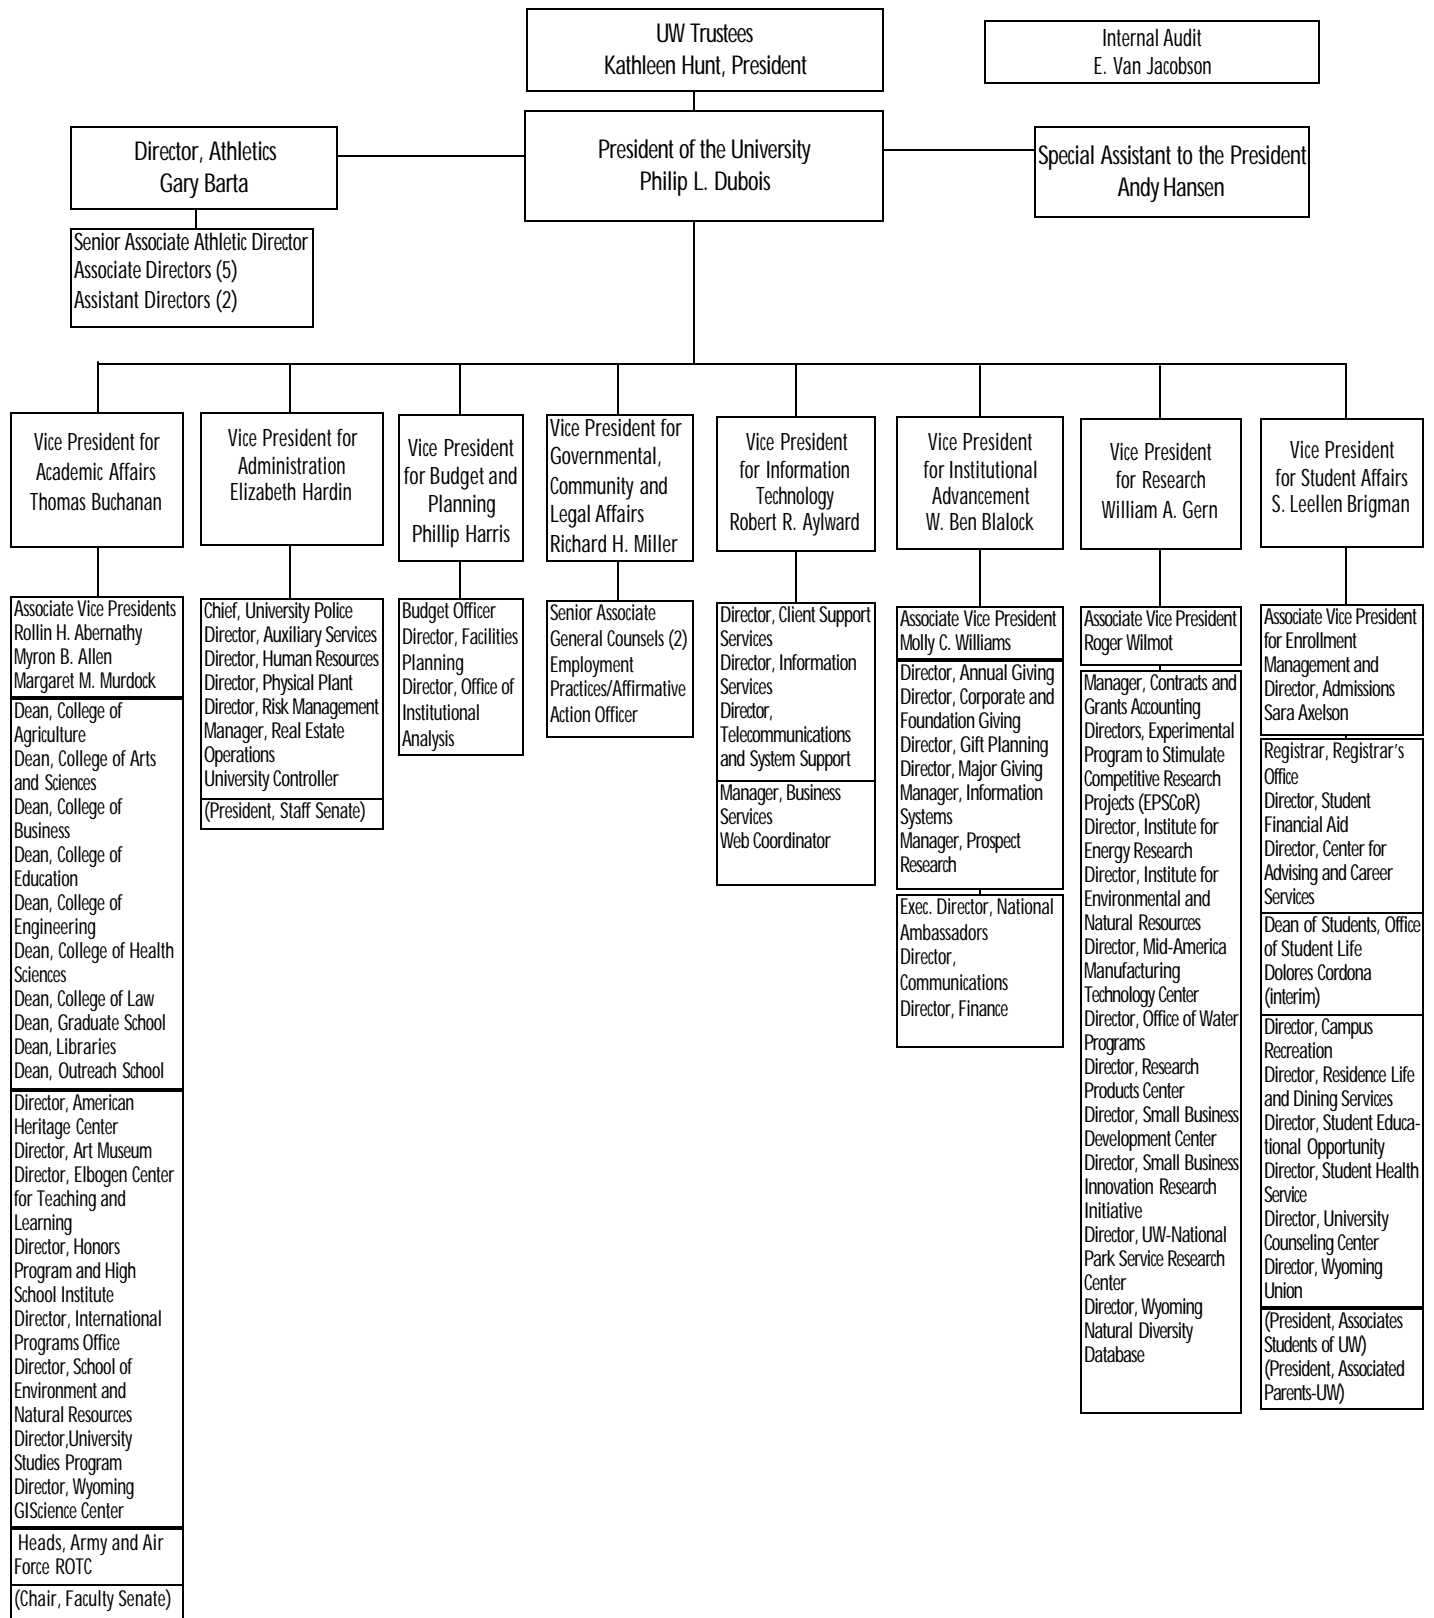 UW Trustees
Kathleen Hunt, President
Internal Audit
E. Van Jacobson
Director, Athletics
Gary Barta
President of the University
Philip L. Dubois
Special Assistant to the President
Andy Hansen
Senior Associate Athletic Director
Associate Directors (5)
Assistant Directors (2)
Vice President for
Academic Affairs
Thomas Buchanan
Vice President for
Administration
Elizabeth Hardin
Vice President
for Budget and
Planning
Phillip Harris
Vice President for
Governmental,
Community and
Legal Affairs
Richard H. Miller
Vice President
for Information
Technology
Robert R. Aylward
Vice President
for Institutional
Advancement
W. Ben Blalock
Vice President
for Research
William A. Gern
Vice President
for Student Affairs
S. Leellen Brigman
Associate Vice Presidents
Rollin H. Abernathy
Myron B. Allen
Margaret M. Murdock
Dean, College of
Agriculture
Dean, College of Arts
and Sciences
Dean, College of
Business
Dean, College of
Education
Dean, College of
Engineering
Dean, College of Health
Sciences
Dean, College of Law
Dean, Graduate School
Dean, Libraries
Dean, Outreach School
Director, American
Heritage Center
Director, Art Museum
Director, Elbogen Center
for Teaching and
Learning
Director, Honors
Program and High
School Institute
Director, International
Programs Office
Director, School of
Environment and
Natural Resources
Director,University
Studies Program
Director, Wyoming
GIScience Center
Heads, Army and Air
Force ROTC
(Chair, Faculty Senate)
Chief, University Police
Director, Auxiliary Services
Director, Human Resources
Director, Physical Plant
Director, Risk Management
Manager, Real Estate
Operations
University Controller
(President, Staff Senate)
Budget Officer
Director, Facilities
Planning
Director, Office of
Institutional
Analysis
Senior Associate
General Counsels (2)
Employment
Practices/Affirmative
Action Officer
Director, Client Support
Services
Director, Information
Services
Director,
Telecommunications
and System Support
Manager, Business
Services
Web Coordinator
Associate Vice President
Molly C. Williams
Director, Annual Giving
Director, Corporate and
Foundation Giving
Director, Gift Planning
Director, Major Giving
Manager, Information
Systems
Manager, Prospect
Research
Exec. Director, National
Ambassadors
Director,
Communications
Director, Finance
Associate Vice President
Roger Wilmot
Manager, Contracts and
Grants Accounting
Directors, Experimental
Program to Stimulate
Competitive Research
Projects (EPSCoR)
Director, Institute for
Energy Research
Director, Institute for
Environmental and
Natural Resources
Director, Mid-America
Manufacturing
Technology Center
Director, Office of Water
Programs
Director, Research
Products Center
Director, Small Business
Development Center
Director, Small Business
Innovation Research
Initiative
Director, UW-National
Park Service Research
Center
Director, Wyoming
Natural Diversity
Database
Associate Vice President
for Enrollment
Management and
Director, Admissions
Sara Axelson
Registrar, Registrar's
Office
Director, Student
Financial Aid
Director, Center for
Advising and Career
Services
Dean of Students, Office
of Student Life
Dolores Cordona
(interim)
Director, Campus
Recreation
Director, Residence Life
and Dining Services
Director, Student Educa-
tional Opportunity
Director, Student Health
Service
Director, University
Counseling Center
Director, Wyoming
Union
(President, Associates
Students of UW)
(President, Associated
Parents-UW)